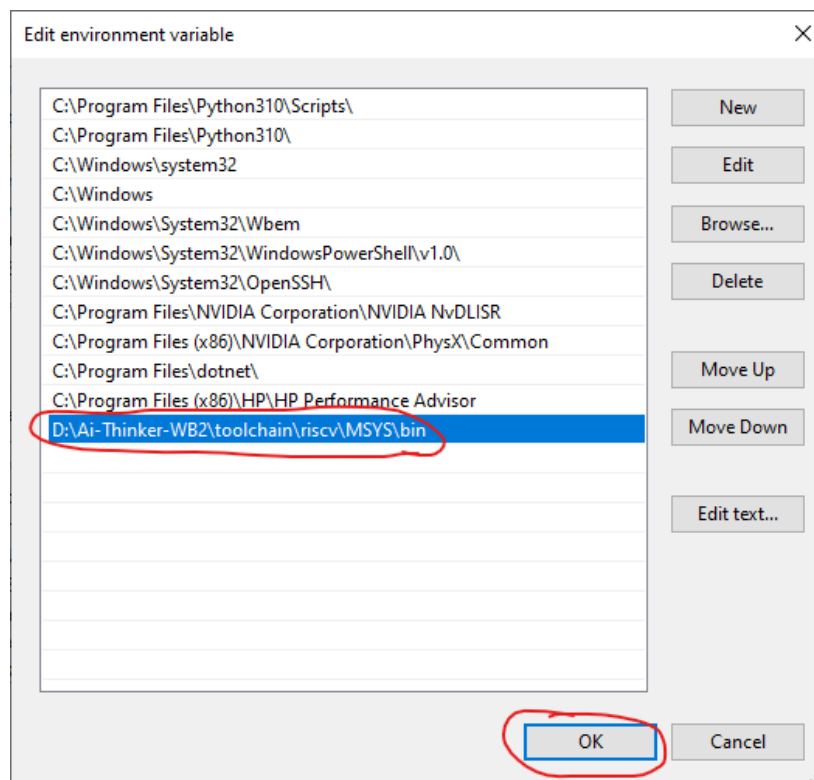 Edit environment variable
C:\Program Files\Python310\Scripts\
C:\Program Files\Python310\
C:\Windows\system32
C:\Windows
C:\Windows\System32\Wbem
C:\Windows\System32\WindowsPowerShell\v1.0\
C:\Windows\System32\OpenSSH\
C:\Program Files\NVIDIA Corporation\NVIDIA NvDLISR
C:\Program Files (x86)\NVIDIA Corporation\PhysX\Common
C:\Program Files\dotnet\
C:\Program Files (x86)\HP\HP Performance Advisor
D:\Ai-Thinker-WB2\toolchain\riscv\MSYS\bin
New
Edit
Browse...
Delete
Move Up
Move Down
Edit text...
OK
Cancel